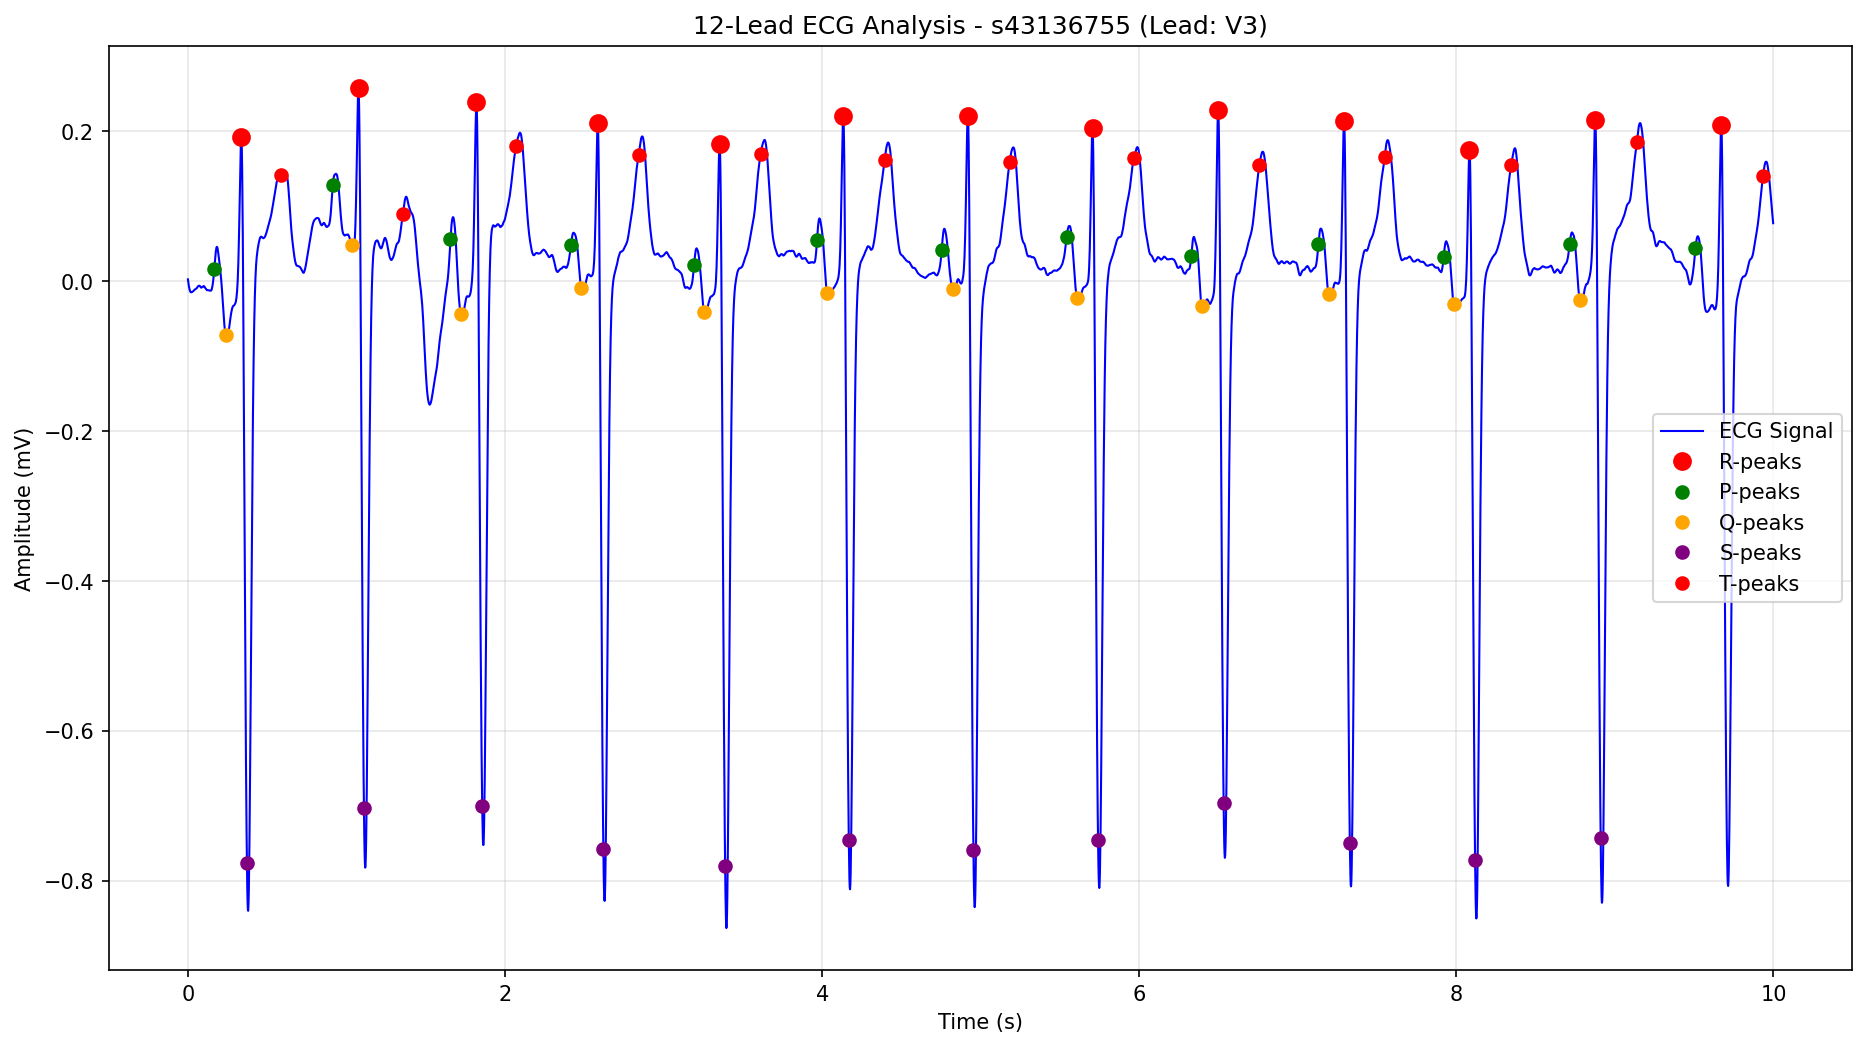 12-Lead ECG Analysis - s43136755 (Lead: V3)
0.2
0.0
−0.2
−0.4
−0.6
−0.8
Amplitude (mV)
ECG Signal
R-peaks
P-peaks
Q-peaks
S-peaks
T-peaks
0 2 4 6 8 10
Time (s)